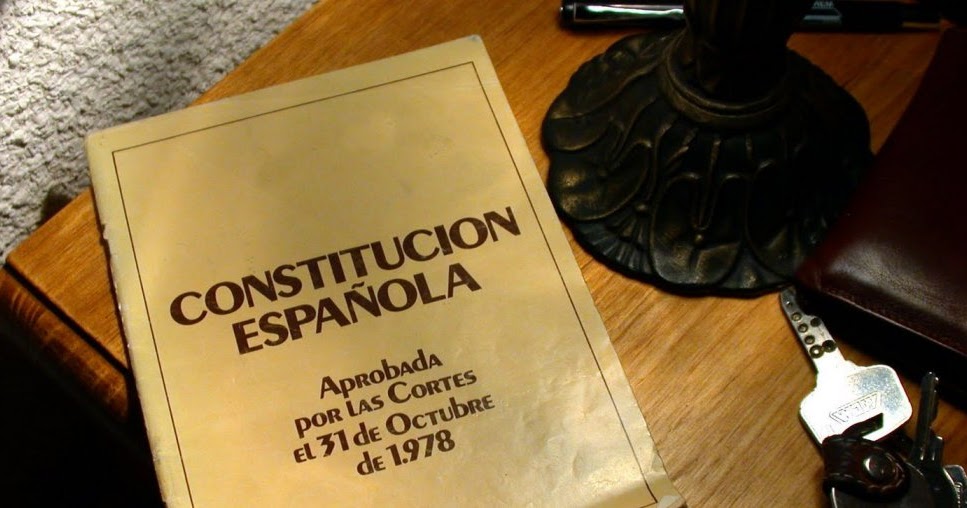 CONSTITUCION
ESPAÑOLA
Aprobada
por las Cortes
el 31 de Octubre
de 1.978